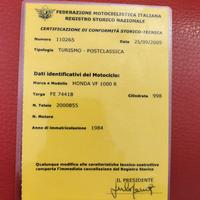 FEDERAZIONE MOTOCICLISTICA ITALIANA
REGISTRO STORICO NAZIONALE
CERTIFICATO DI CONFORMITÀ STORICO-TECNICA
Numero 110265 Data 25/09/2009
Tipologia TURISMO - POSTCLASSICA
Dati identificativi del Motociclo:
Marca e Modello HONDA VF 1000 R
Targa FE 74418 Cilindrata 998
N. Telaio 2000855
N. Motore
Anno di immatricolazione 1984
Qualunque modifica alle caratteristiche tecnico-costruttive
comporta l'immediata cancellazione del Registro Storico
IL PRESIDENTE